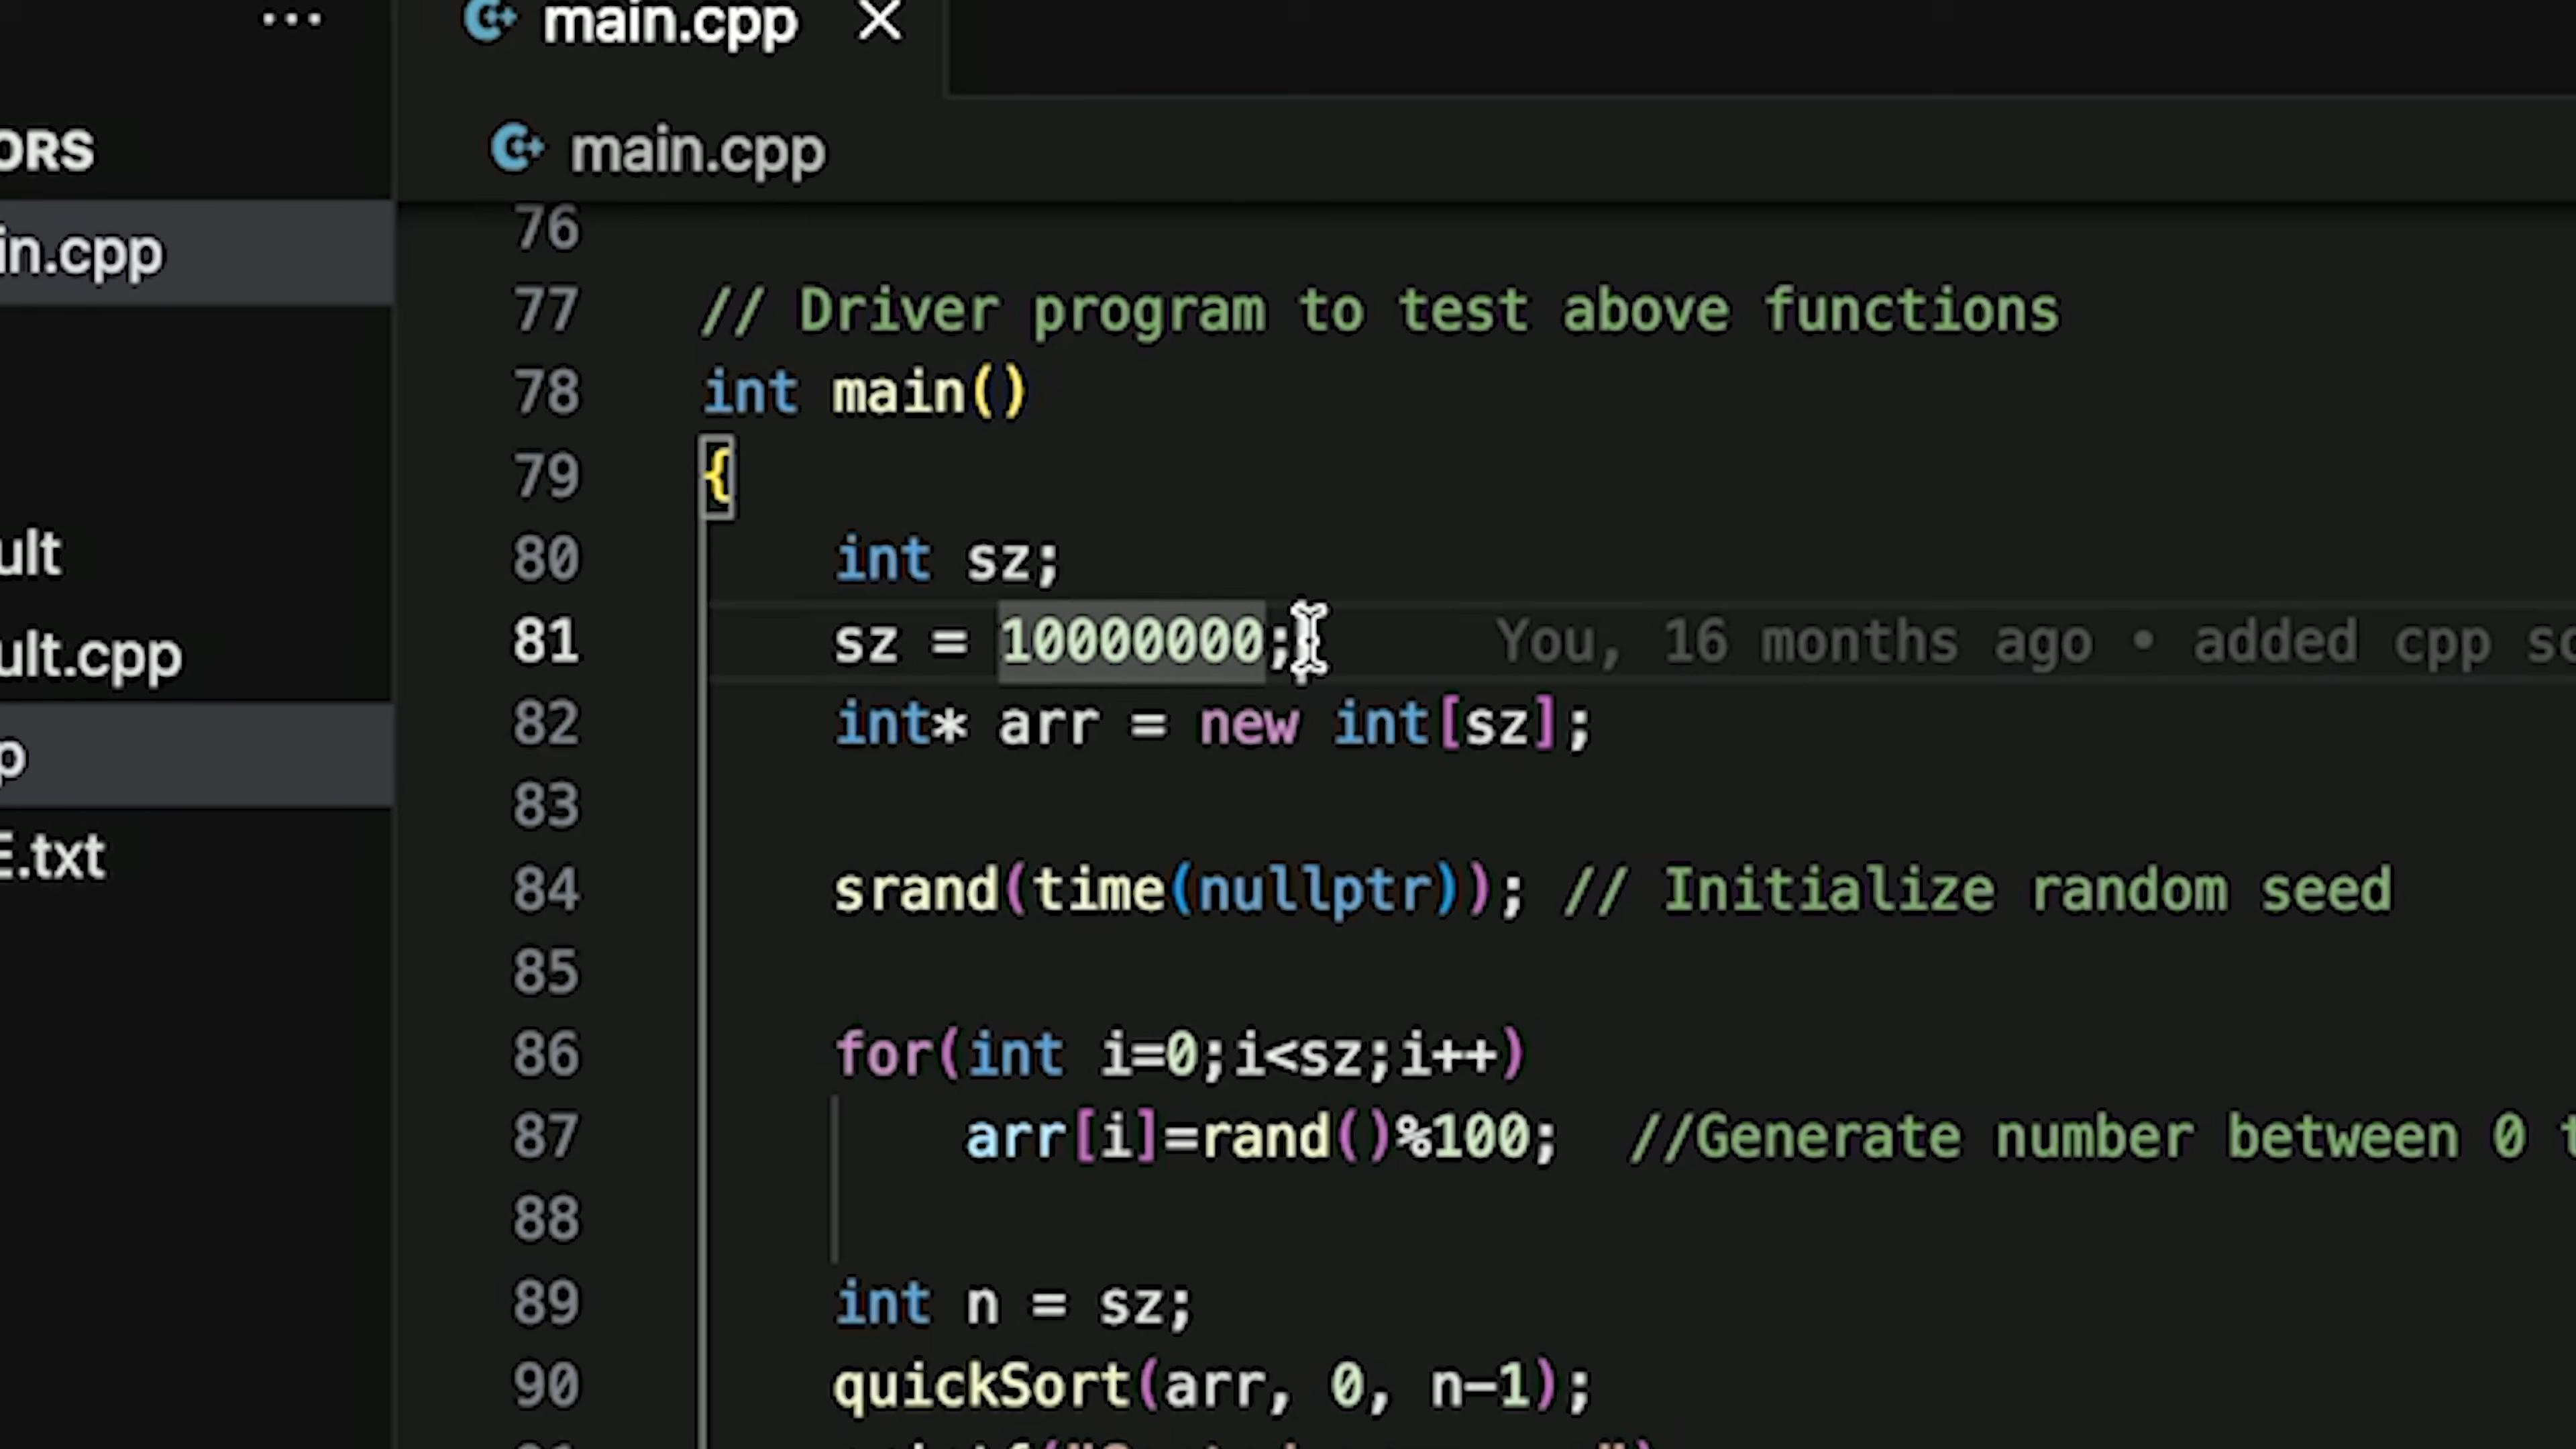 ...
main.cpp
ORS
main.cpp
in.cpp
76
77 // Driver program to test above functions
78 int main()
79 {
80 int sz;
ult
81 sz = 10000000; You, 16 months ago • added cpp so
ult.cpp
82 int* arr = new int[sz];
p
83
E.txt
84 srand(time(nullptr)); // Initialize random seed
85
86 for(int i=0;i<sz;i++)
87 arr[i]=rand()%100; //Generate number between 0 t
88
89 int n = sz;
90 quickSort(arr, 0, n-1);